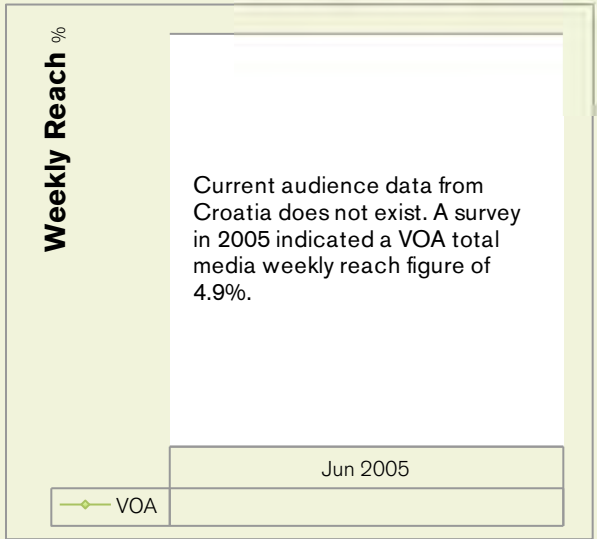 Weekly Reach %
Current audience data from
Croatia does not exist. A survey
in 2005 indicated a VOA total
media weekly reach figure of
4.9%.
Jun 2005
VOA